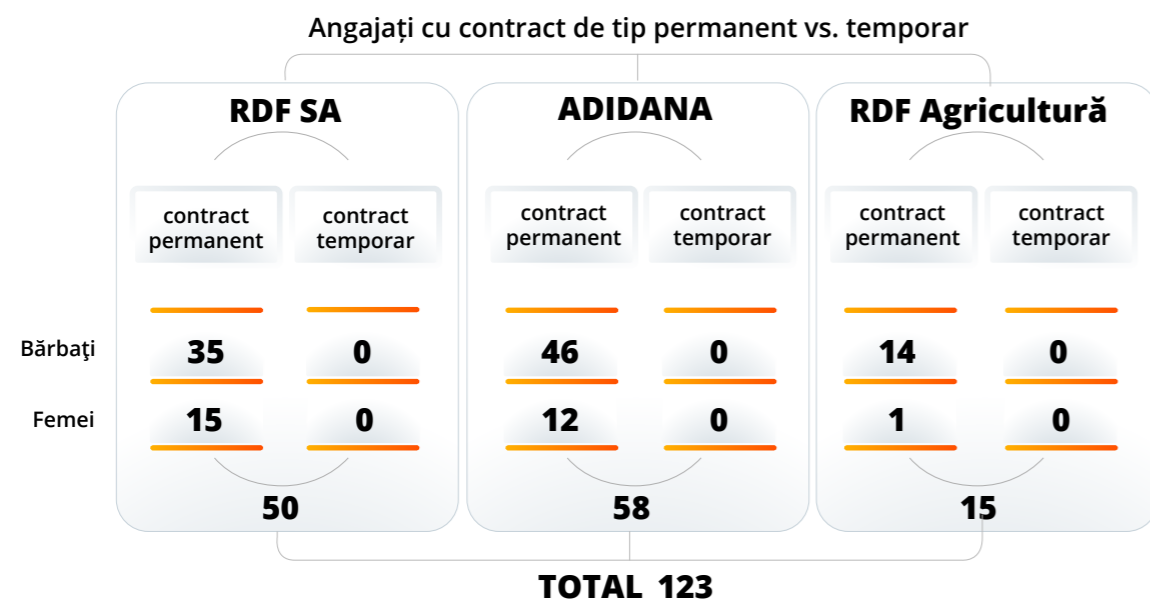 Angajați cu contract de tip permanent vs. temporar
RDF SA
ADIDANA
RDF Agricultură
contract
permanent
contract
temporar
contract
permanent
contract
temporar
contract
permanent
contract
temporar
Bărbaţi 35 0 46 0 14 0
Femei 15 0 12 0 1 0
50 58 15
TOTAL 123